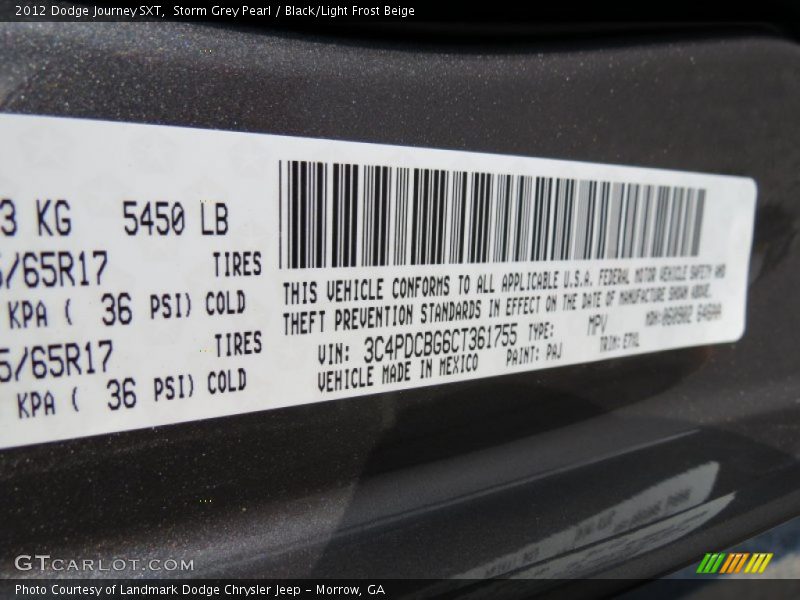 2012 Dodge Journey SXT, Storm Grey Pearl / Black/Light Frost Beige
3 KG 5450 LB
5/65R17 TIRES
KPA ( 36 PSI) COLD
5/65R17 TIRES
KPA ( 36 PSI) COLD
THIS VEHICLE CONFORMS TO ALL APPLICABLE U.S.A. FEDERAL MOTOR VEHICLE SAFETY AND
THEFT PREVENTION STANDARDS IN EFFECT ON THE DATE OF MANUFACTURE SHOWN ABOVE.
VIN: 3C4PDCBG6CT361755 TYPE: MPV
VEHICLE MADE IN MEXICO PAINT: PAJ TRIM:
GTCARLOT.COM
Photo Courtesy of Landmark Dodge Chrysler Jeep - Morrow, GA